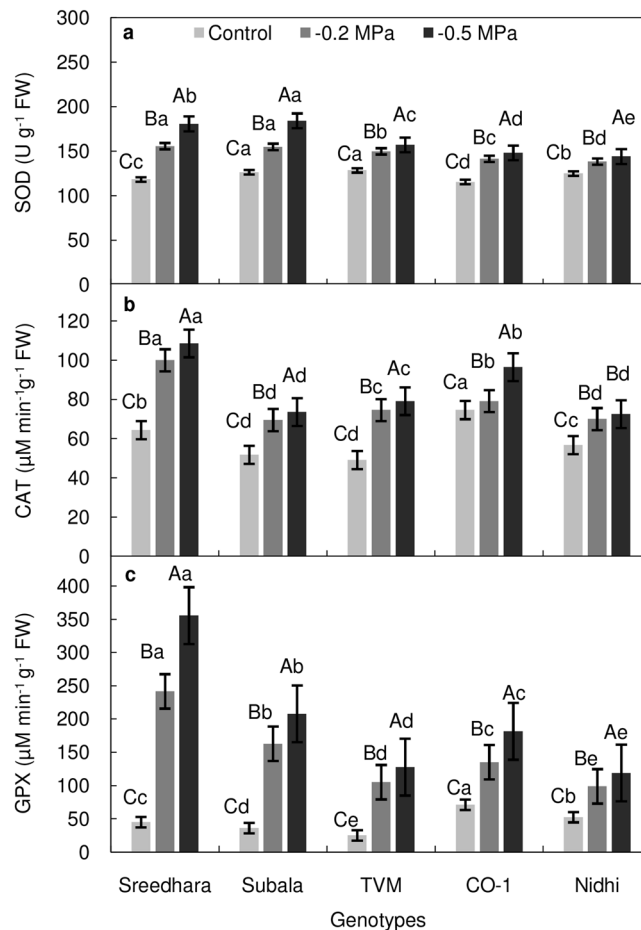 a Control -0.2 MPa -0.5 MPa
300
250
200
150
100
50
0
SOD (U g⁻¹ FW)
Cc Ba Ab
Ca Ba Aa
Ca Bb Ac
Cd Bc Ad
Cb Bd Ae
b
120
100
80
60
40
20
0
CAT (µM min⁻¹g⁻¹ FW)
Cb Ba Aa
Cd Bd Ad
Cd Bc Ac
Ca Bb Ab
Cc Bd Bd
c
400
350
300
250
200
150
100
50
0
GPX (µM min⁻¹g⁻¹ FW)
Cc Ba Aa
Cd Bb Ab
Ce Bd Ad
Ca Bc Ac
Cb Be Ae
Sreedhara Subala TVM CO-1 Nidhi
Genotypes